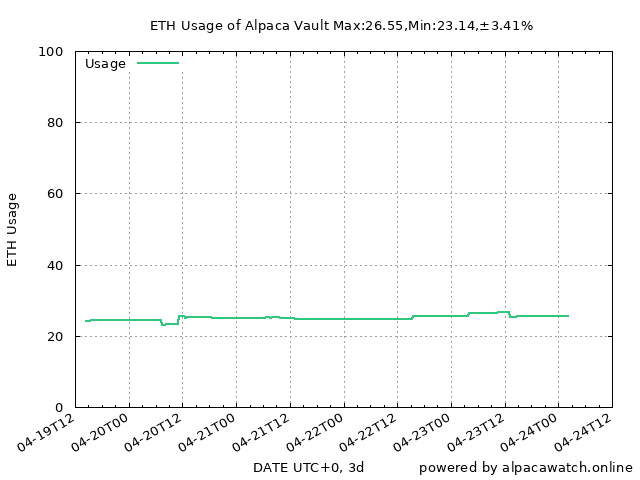 ETH Usage of Alpaca Vault Max:26.55,Min:23.14,±3.41%
Usage
ETH Usage
100
80
60
40
20
0
04-19T12
04-20T00
04-20T12
04-21T00
04-21T12
04-22T00
04-22T12
04-23T00
04-23T12
04-24T00
04-24T12
DATE UTC+0, 3d
powered by alpacawatch.online